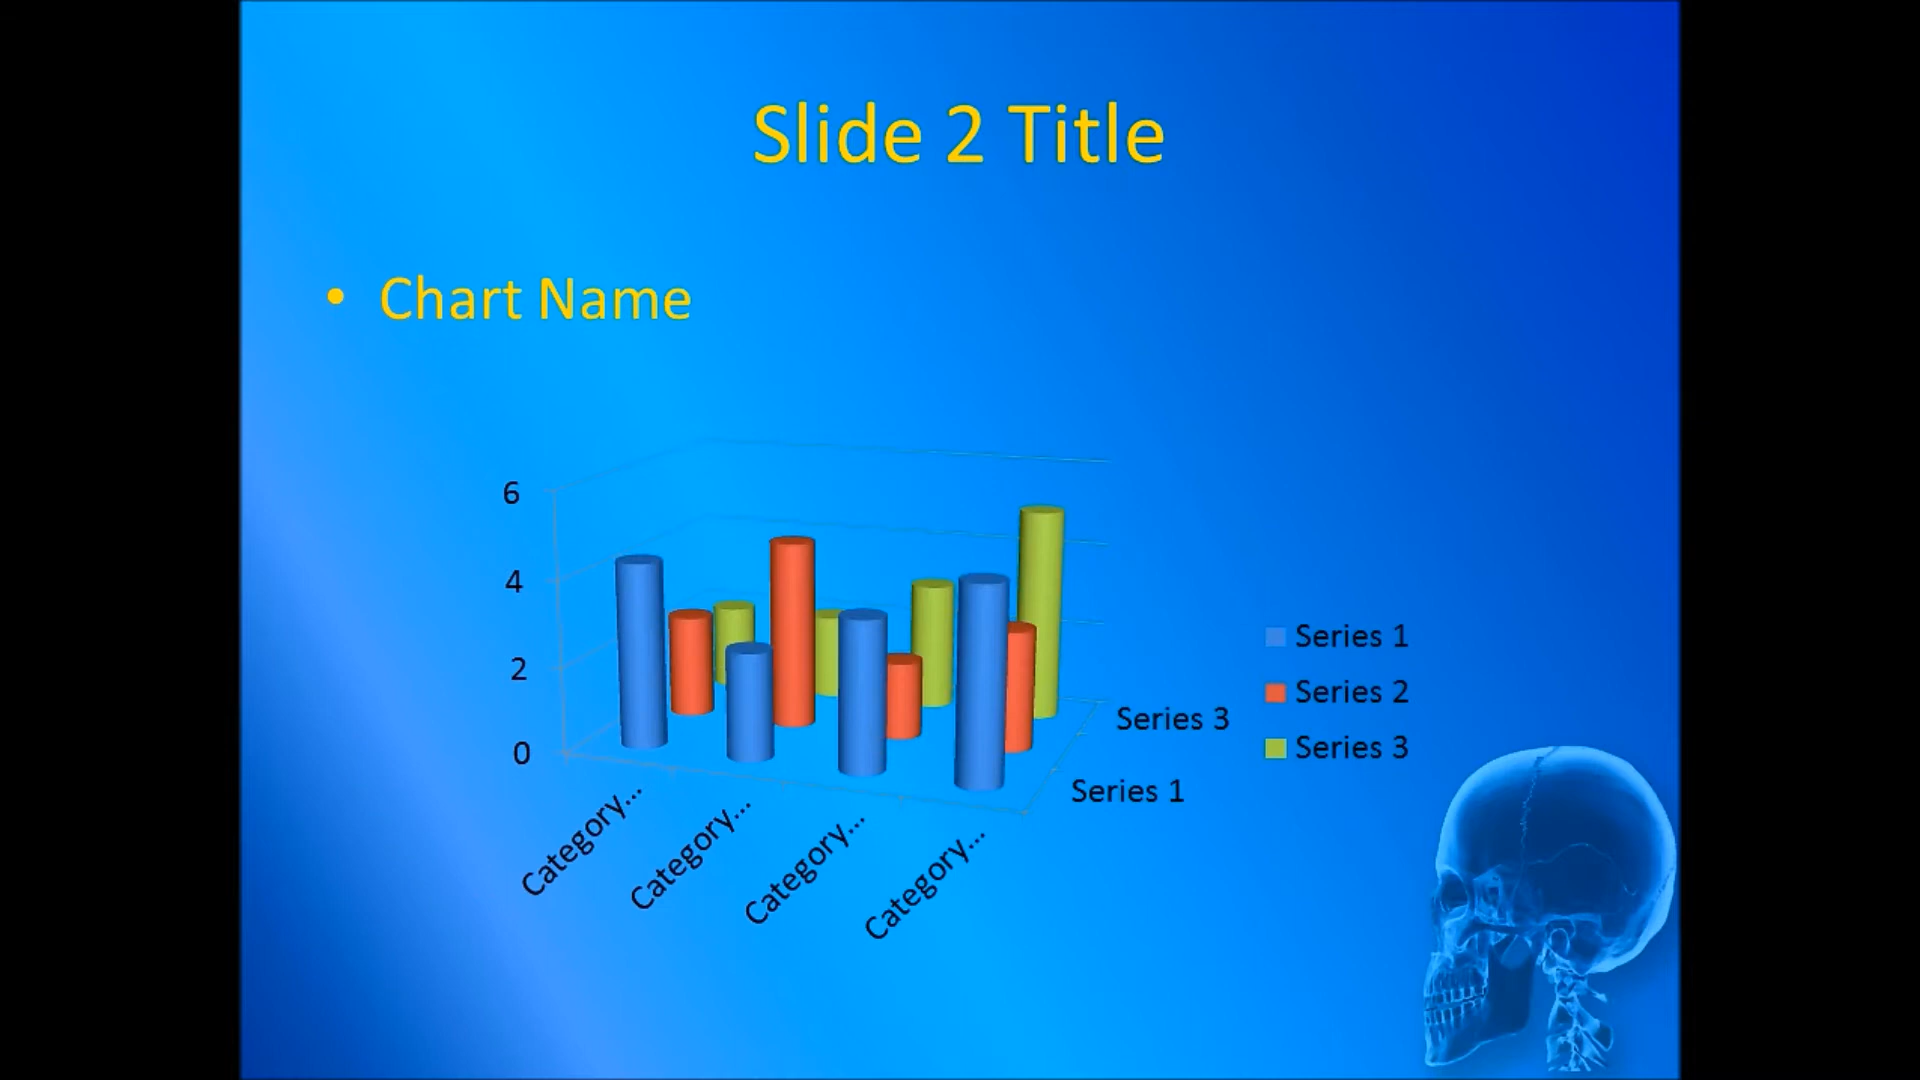 Slide 2 Title
• Chart Name
6
4
2
0
Category...
Category...
Category...
Category...
Series 3
Series 1
Series 1
Series 2
Series 3